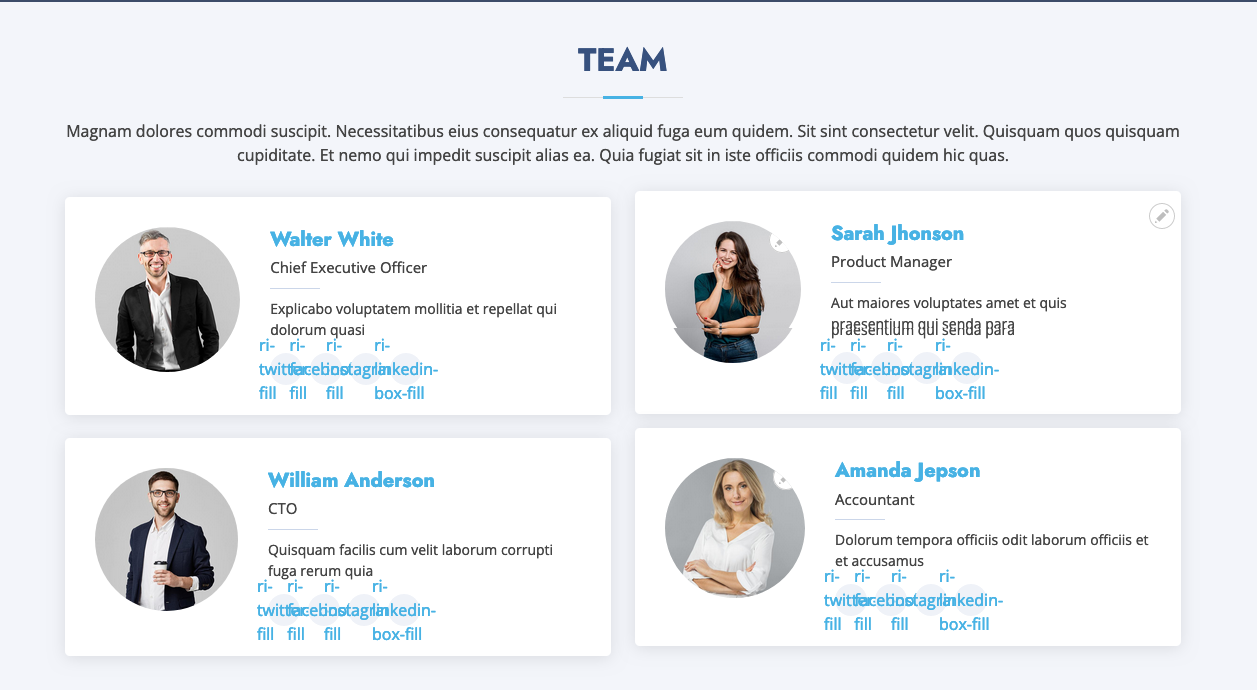 TEAM
Magnam dolores commodi suscipit. Necessitatibus eius consequatur ex aliquid fuga eum quidem. Sit sint consectetur velit. Quisquam quos quisquam
cupiditate. Et nemo qui impedit suscipit alias ea. Quia fugiat sit in iste officiis commodi quidem hic quas.
Walter White
Chief Executive Officer
Explicabo voluptatem mollitia et repellat qui
dolorum quasi
ri- ri- ri- ri-
twitter- facebook- instagram- linkedin-
fill fill fill box-fill
Sarah Jhonson
Product Manager
Aut maiores voluptates amet et quis
praesentium qui senda para
ri- ri- ri- ri-
twitter- facebook- instagram- linkedin-
fill fill fill box-fill
William Anderson
CTO
Quisquam facilis cum velit laborum corrupti
fuga rerum quia
ri- ri- ri- ri-
twitter- facebook- instagram- linkedin-
fill fill fill box-fill
Amanda Jepson
Accountant
Dolorum tempora officiis odit laborum officiis et
et accusamus
ri- ri- ri- ri-
twitter- facebook- instagram- linkedin-
fill fill fill box-fill